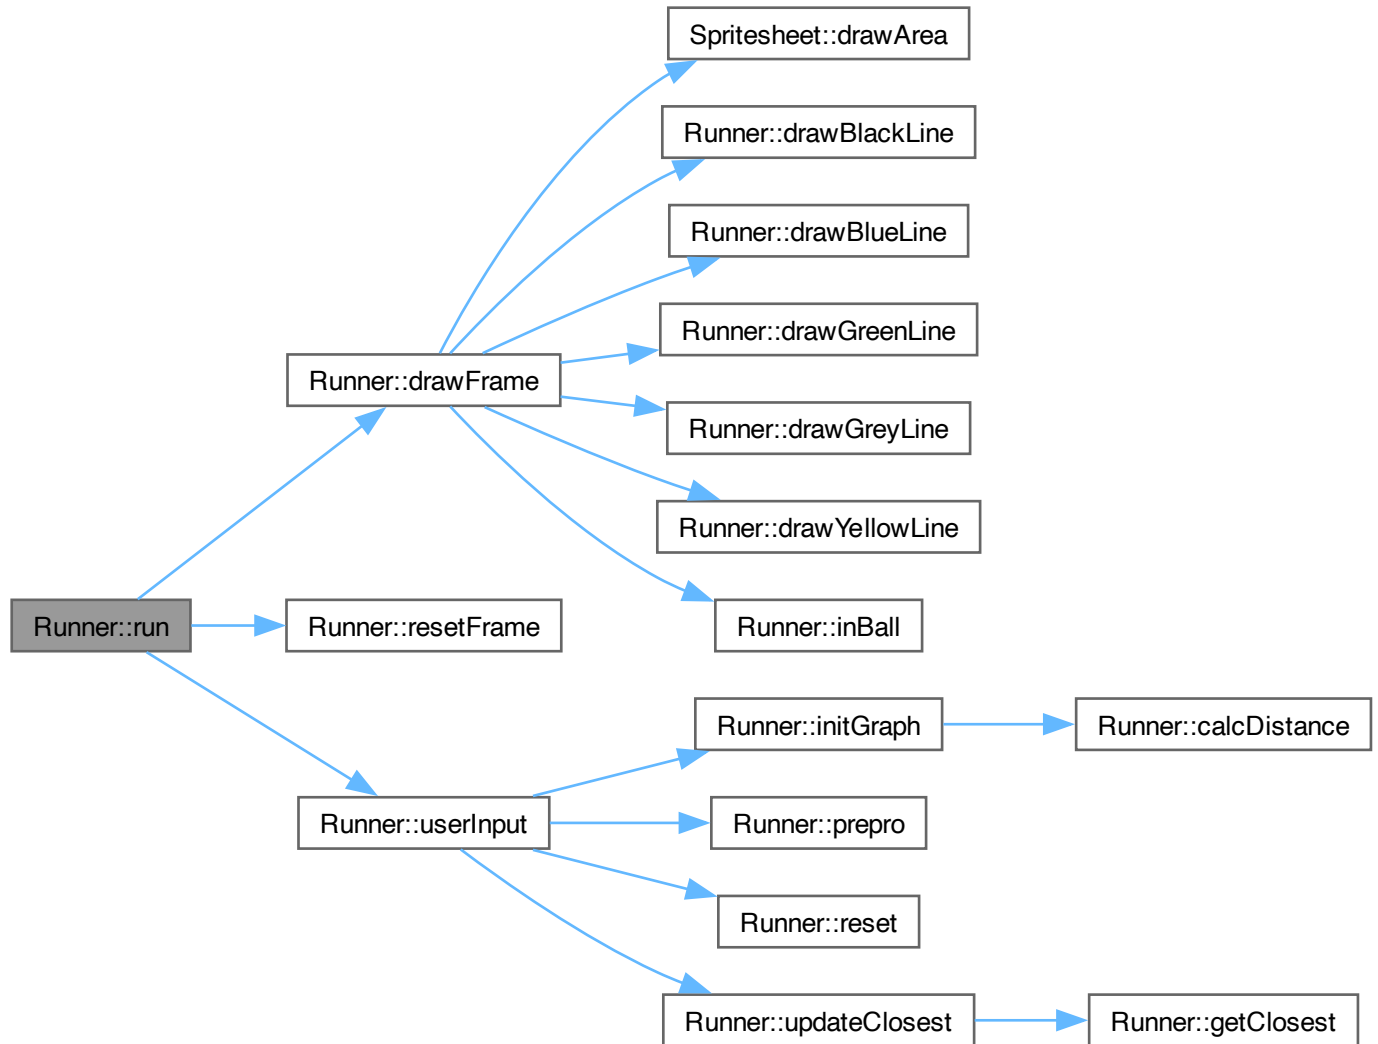 Spritesheet::drawArea
Runner::drawBlackLine
Runner::drawBlueLine
Runner::drawGreenLine
Runner::drawFrame
Runner::drawGreyLine
Runner::drawYellowLine
Runner::run
Runner::resetFrame
Runner::inBall
Runner::initGraph
Runner::calcDistance
Runner::userInput
Runner::prepro
Runner::reset
Runner::updateClosest
Runner::getClosest